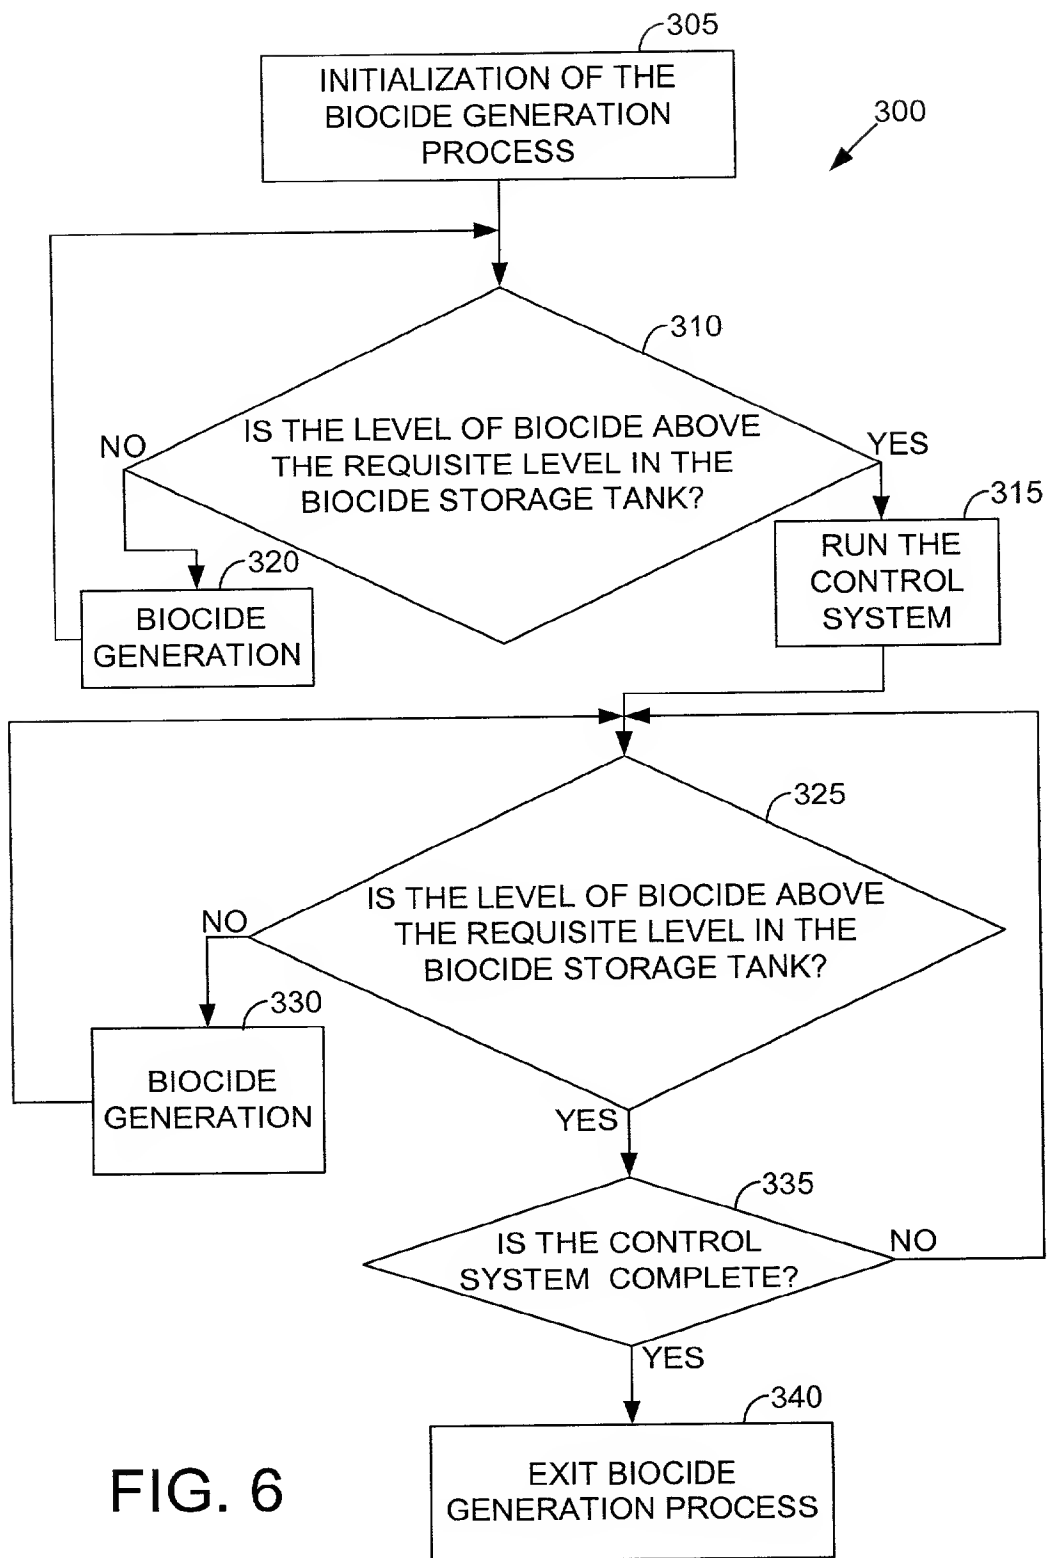 305
INITIALIZATION OF THE
BIOCIDE GENERATION
PROCESS
300
310
IS THE LEVEL OF BIOCIDE ABOVE
THE REQUISITE LEVEL IN THE
BIOCIDE STORAGE TANK?
NO
YES
315
RUN THE
CONTROL
SYSTEM
320
BIOCIDE
GENERATION
325
IS THE LEVEL OF BIOCIDE ABOVE
THE REQUISITE LEVEL IN THE
BIOCIDE STORAGE TANK?
NO
330
BIOCIDE
GENERATION
YES
335
IS THE CONTROL
SYSTEM COMPLETE?
NO
YES
340
EXIT BIOCIDE
GENERATION PROCESS
FIG. 6